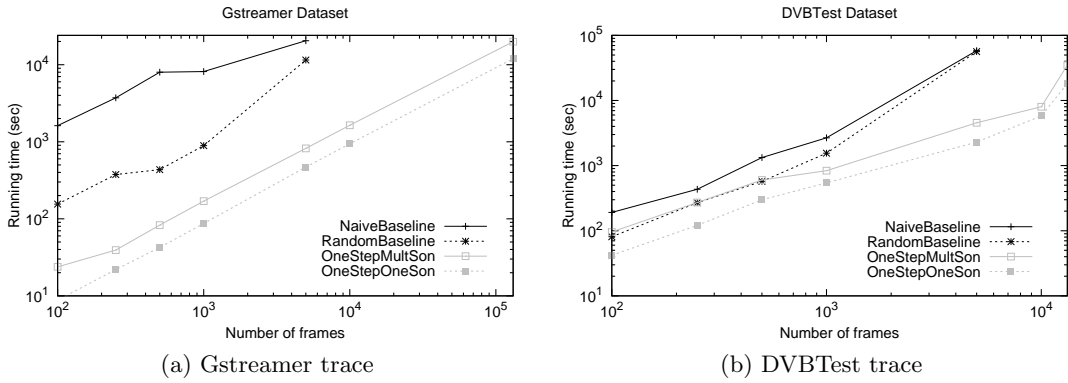 Gstreamer Dataset
10^4
10^3
10^2
10^1
Running time (sec)
NaiveBaseline
RandomBaseline
OneStepMultSon
OneStepOneSon
10^2
10^3
10^4
10^5
Number of frames
(a) Gstreamer trace
DVBTest Dataset
10^5
10^4
10^3
10^2
10^1
Running time (sec)
NaiveBaseline
RandomBaseline
OneStepMultSon
OneStepOneSon
10^2
10^3
10^4
Number of frames
(b) DVBTest trace